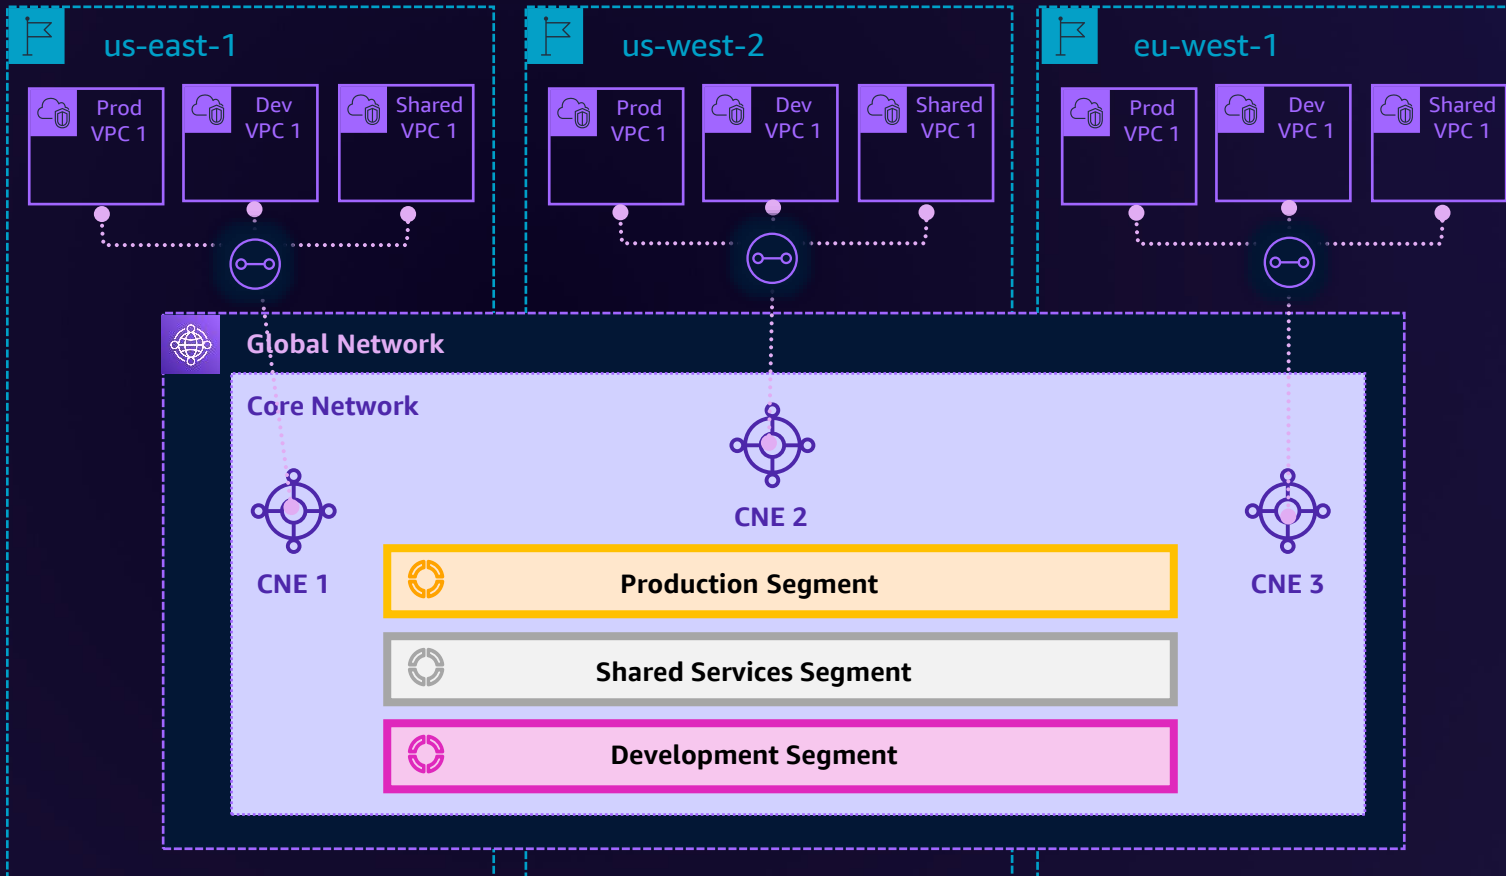 us-east-1
us-west-2
eu-west-1
Prod
VPC 1
Dev
VPC 1
Shared
VPC 1
Prod
VPC 1
Dev
VPC 1
Shared
VPC 1
Prod
VPC 1
Dev
VPC 1
Shared
VPC 1
Global Network
Core Network
CNE 1
CNE 2
CNE 3
Production Segment
Shared Services Segment
Development Segment